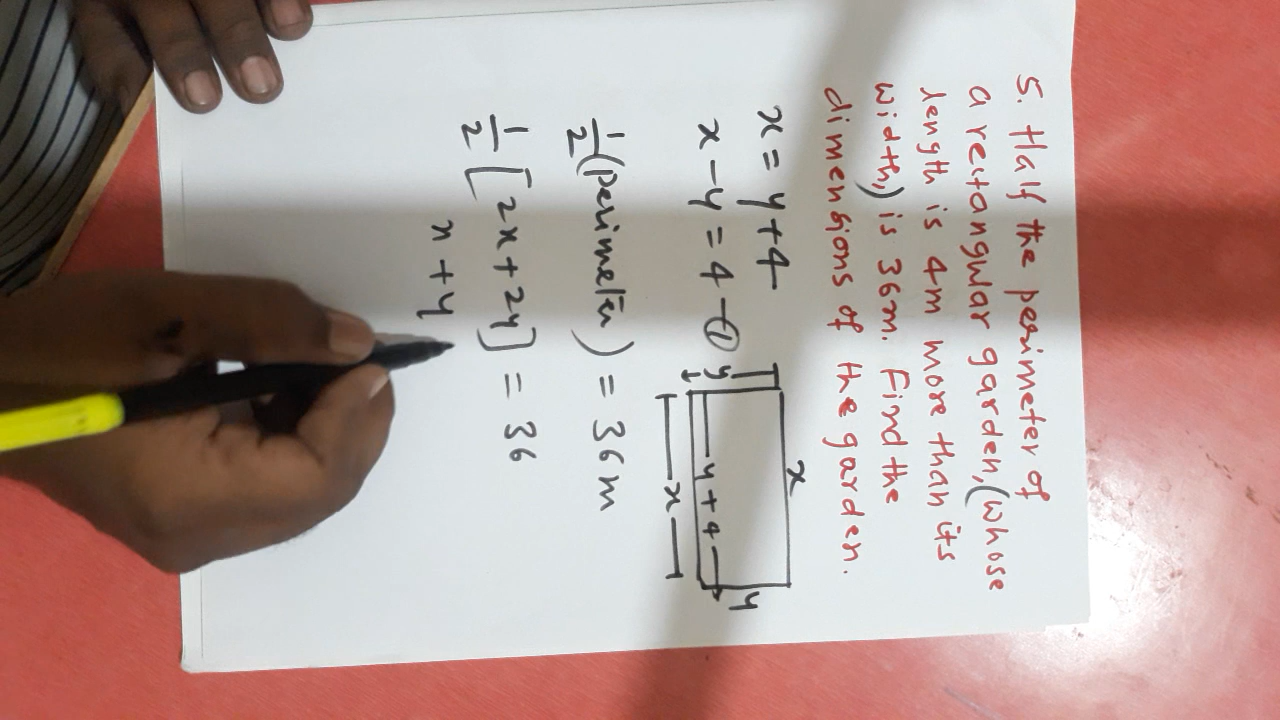 5. Half the perimeter of
a rectangular garden, (whose
length is 4m more than its
width,) is 36m. Find the
dimensions of the garden.
x = y + 4
x - y = 4 - ①
x
y
y + 4
y
x
1/2 (perimeter) = 36 m
1/2 [2x + 2y] = 36
x + y